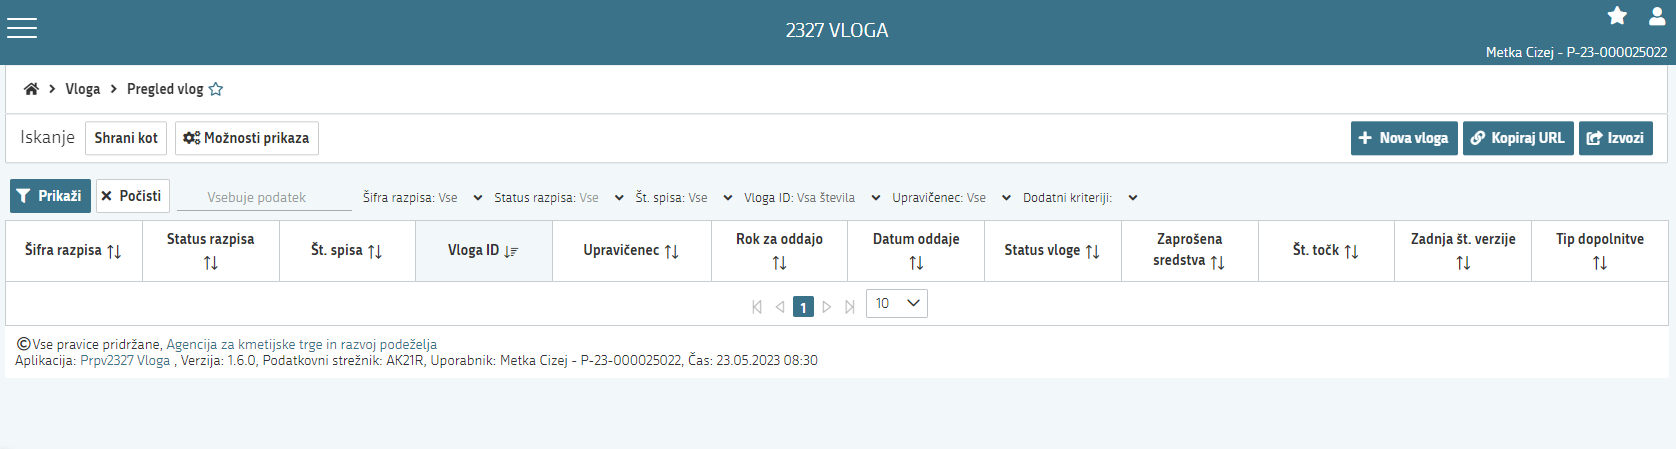 2327 VLOGA
Metka Cizej - P-23-000025022
Vloga Pregled vlog
Iskanje Shrani kot Možnosti prikaza Nova vloga Kopiraj URL Izvozi
Prikaži Počisti Vsebuje podatek Šifra razpisa: Vse Status razpisa: Vse Št. spisa: Vse Vloga ID: Vsa števila Upravičenec: Vse Dodatni kriteriji:
Šifra razpisa Status razpisa Št. spisa Vloga ID Upravičenec Rok za oddajo Datum oddaje Status vloge Zaprošena sredstva Št. točk Zadnja št. verzije Tip dopolnitve
1 10
©Vse pravice pridržane, Agencija za kmetijske trge in razvoj podeželja
Aplikacija: Prpv2327 Vloga , Verzija: 1.6.0, Podatkovni strežnik: AK21R, Uporabnik: Metka Cizej - P-23-000025022, Čas: 23.05.2023 08:30